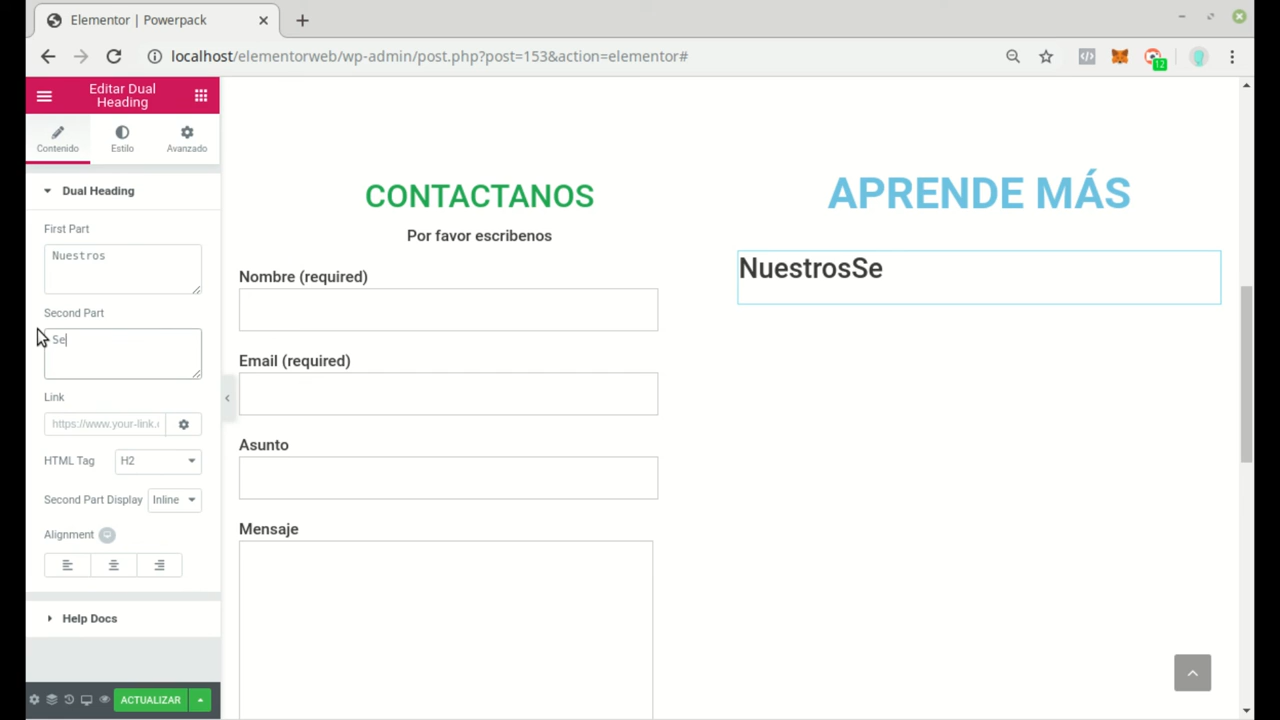 Elementor | Powerpack
localhost/elementorweb/wp-admin/post.php?post=153&action=elementor#
12
Editar Dual
Heading
Contenido
Estilo
Avanzado
Dual Heading
First Part
Nuestros
Second Part
Se
Link
https://www.your-link.
HTML Tag
H2
Second Part Display
Inline
Alignment
Help Docs
ACTUALIZAR
CONTACTANOS
Por favor escribenos
Nombre (required)
Email (required)
Asunto
Mensaje
APRENDE MÁS
NuestrosSe